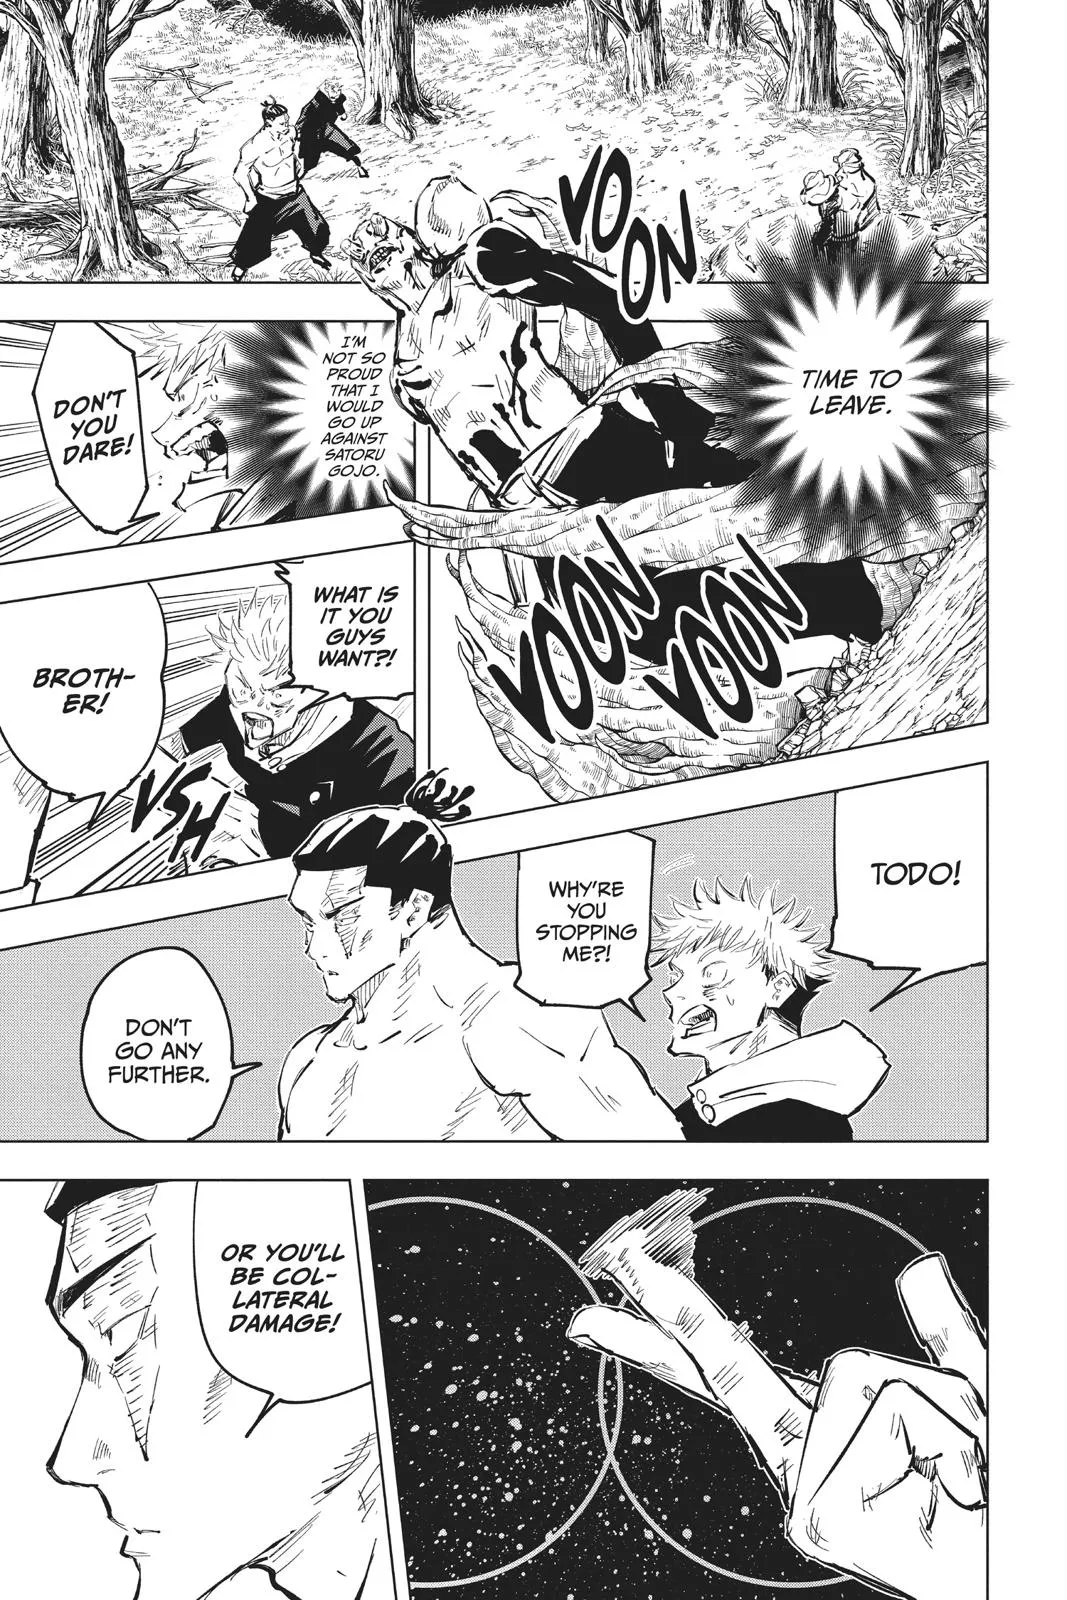 VOON
TIME TO
LEAVE.
VOON
VOON
I'M
NOT SO
PROUD
THAT I
WOULD
GO UP
AGAINST
SATORU
GOJO.
DON'T
YOU
DARE!
WHAT IS
IT YOU
GUYS
WANT?!
VSH
BROTH-
ER!
TODO!
WHY'RE
YOU
STOPPING
ME?!
DON'T
GO ANY
FURTHER.
OR YOU'LL
BE COL-
LATERAL
DAMAGE!